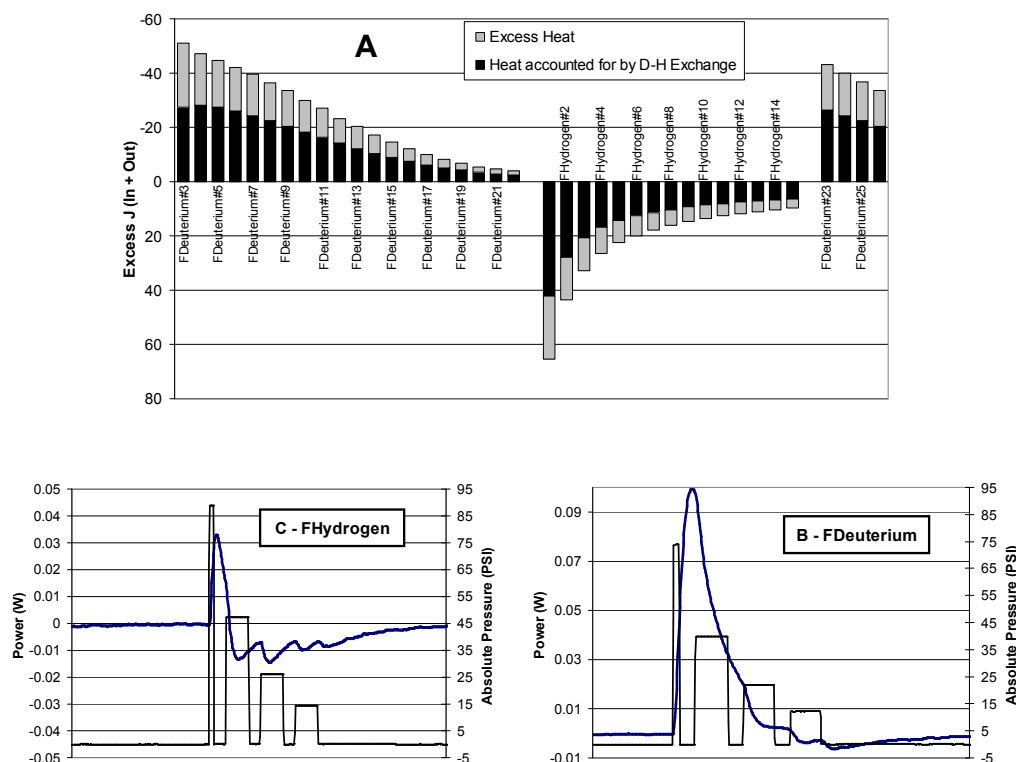 A
Excess Heat
Heat accounted for by D-H Exchange
Excess J (In + Out)
-60
-40
-20
0
20
40
60
80
FDeuterium#3
FDeuterium#5
FDeuterium#7
FDeuterium#9
FDeuterium#11
FDeuterium#13
FDeuterium#15
FDeuterium#17
FDeuterium#19
FDeuterium#21
FHydrogen#2
FHydrogen#4
FHydrogen#6
FHydrogen#8
FHydrogen#10
FHydrogen#12
FHydrogen#14
FDeuterium#23
FDeuterium#25
C - FHydrogen
Power (W)
0.05
0.04
0.03
0.02
0.01
0
-0.01
-0.02
-0.03
-0.04
-0.05
95
85
75
65
55
45
35
25
15
5
-5
Absolute Pressure (PSI)
B - FDeuterium
Power (W)
0.09
0.07
0.05
0.03
0.01
-0.01
95
85
75
65
55
45
35
25
15
5
-5
Absolute Pressure (PSI)